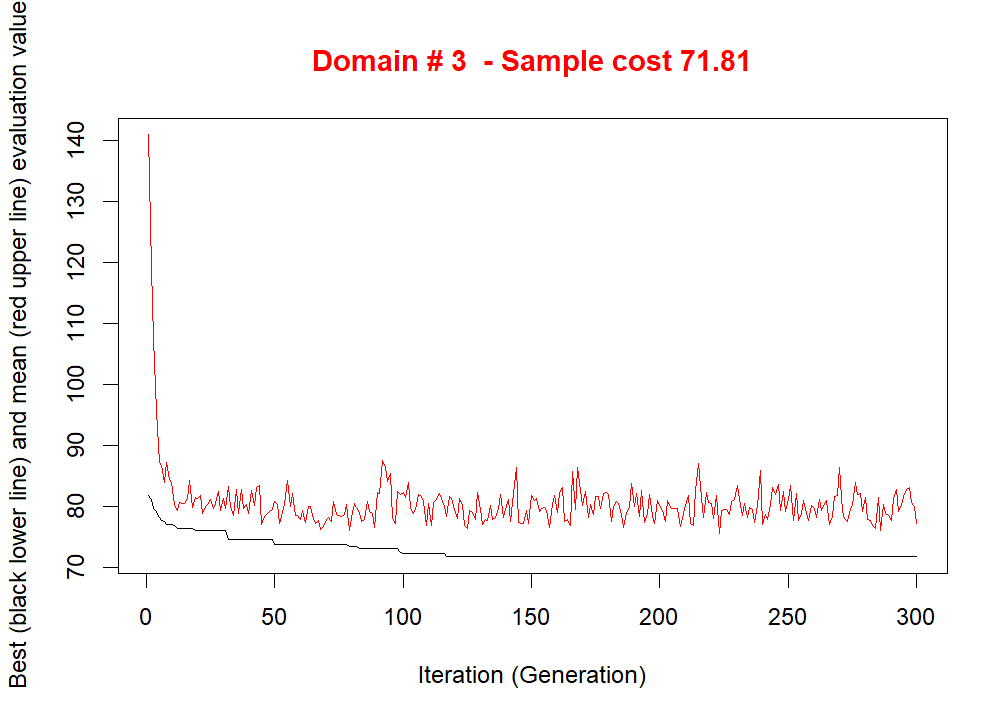 Domain # 3  - Sample cost 71.81
Best (black lower line) and mean (red upper line) evaluation value
140
130
120
110
100
90
80
70
0 50 100 150 200 250 300
Iteration (Generation)